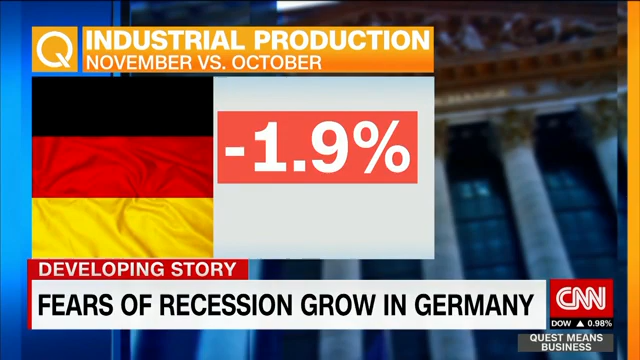 Q
INDUSTRIAL PRODUCTION
NOVEMBER VS. OCTOBER
-1.9%
DEVELOPING STORY
FEARS OF RECESSION GROW IN GERMANY
CNN
DOW ▲ 0.98%
QUEST MEANS
BUSINESS